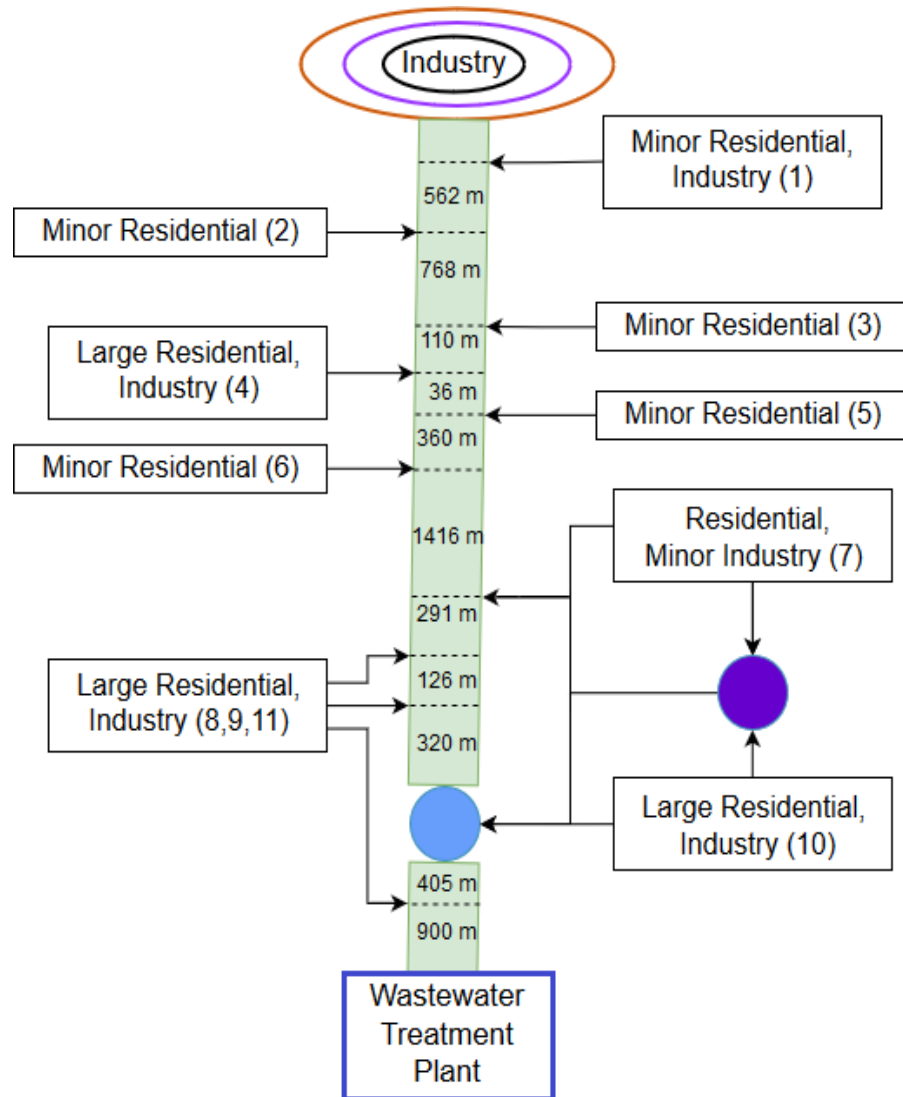 Industry
Minor Residential,
Industry (1)
562 m
Minor Residential (2)
768 m
Minor Residential (3)
110 m
Large Residential,
Industry (4)
36 m
Minor Residential (5)
360 m
Minor Residential (6)
1416 m
Residential,
Minor Industry (7)
291 m
Large Residential,
Industry (8,9,11)
126 m
320 m
Large Residential,
Industry (10)
405 m
900 m
Wastewater
Treatment
Plant